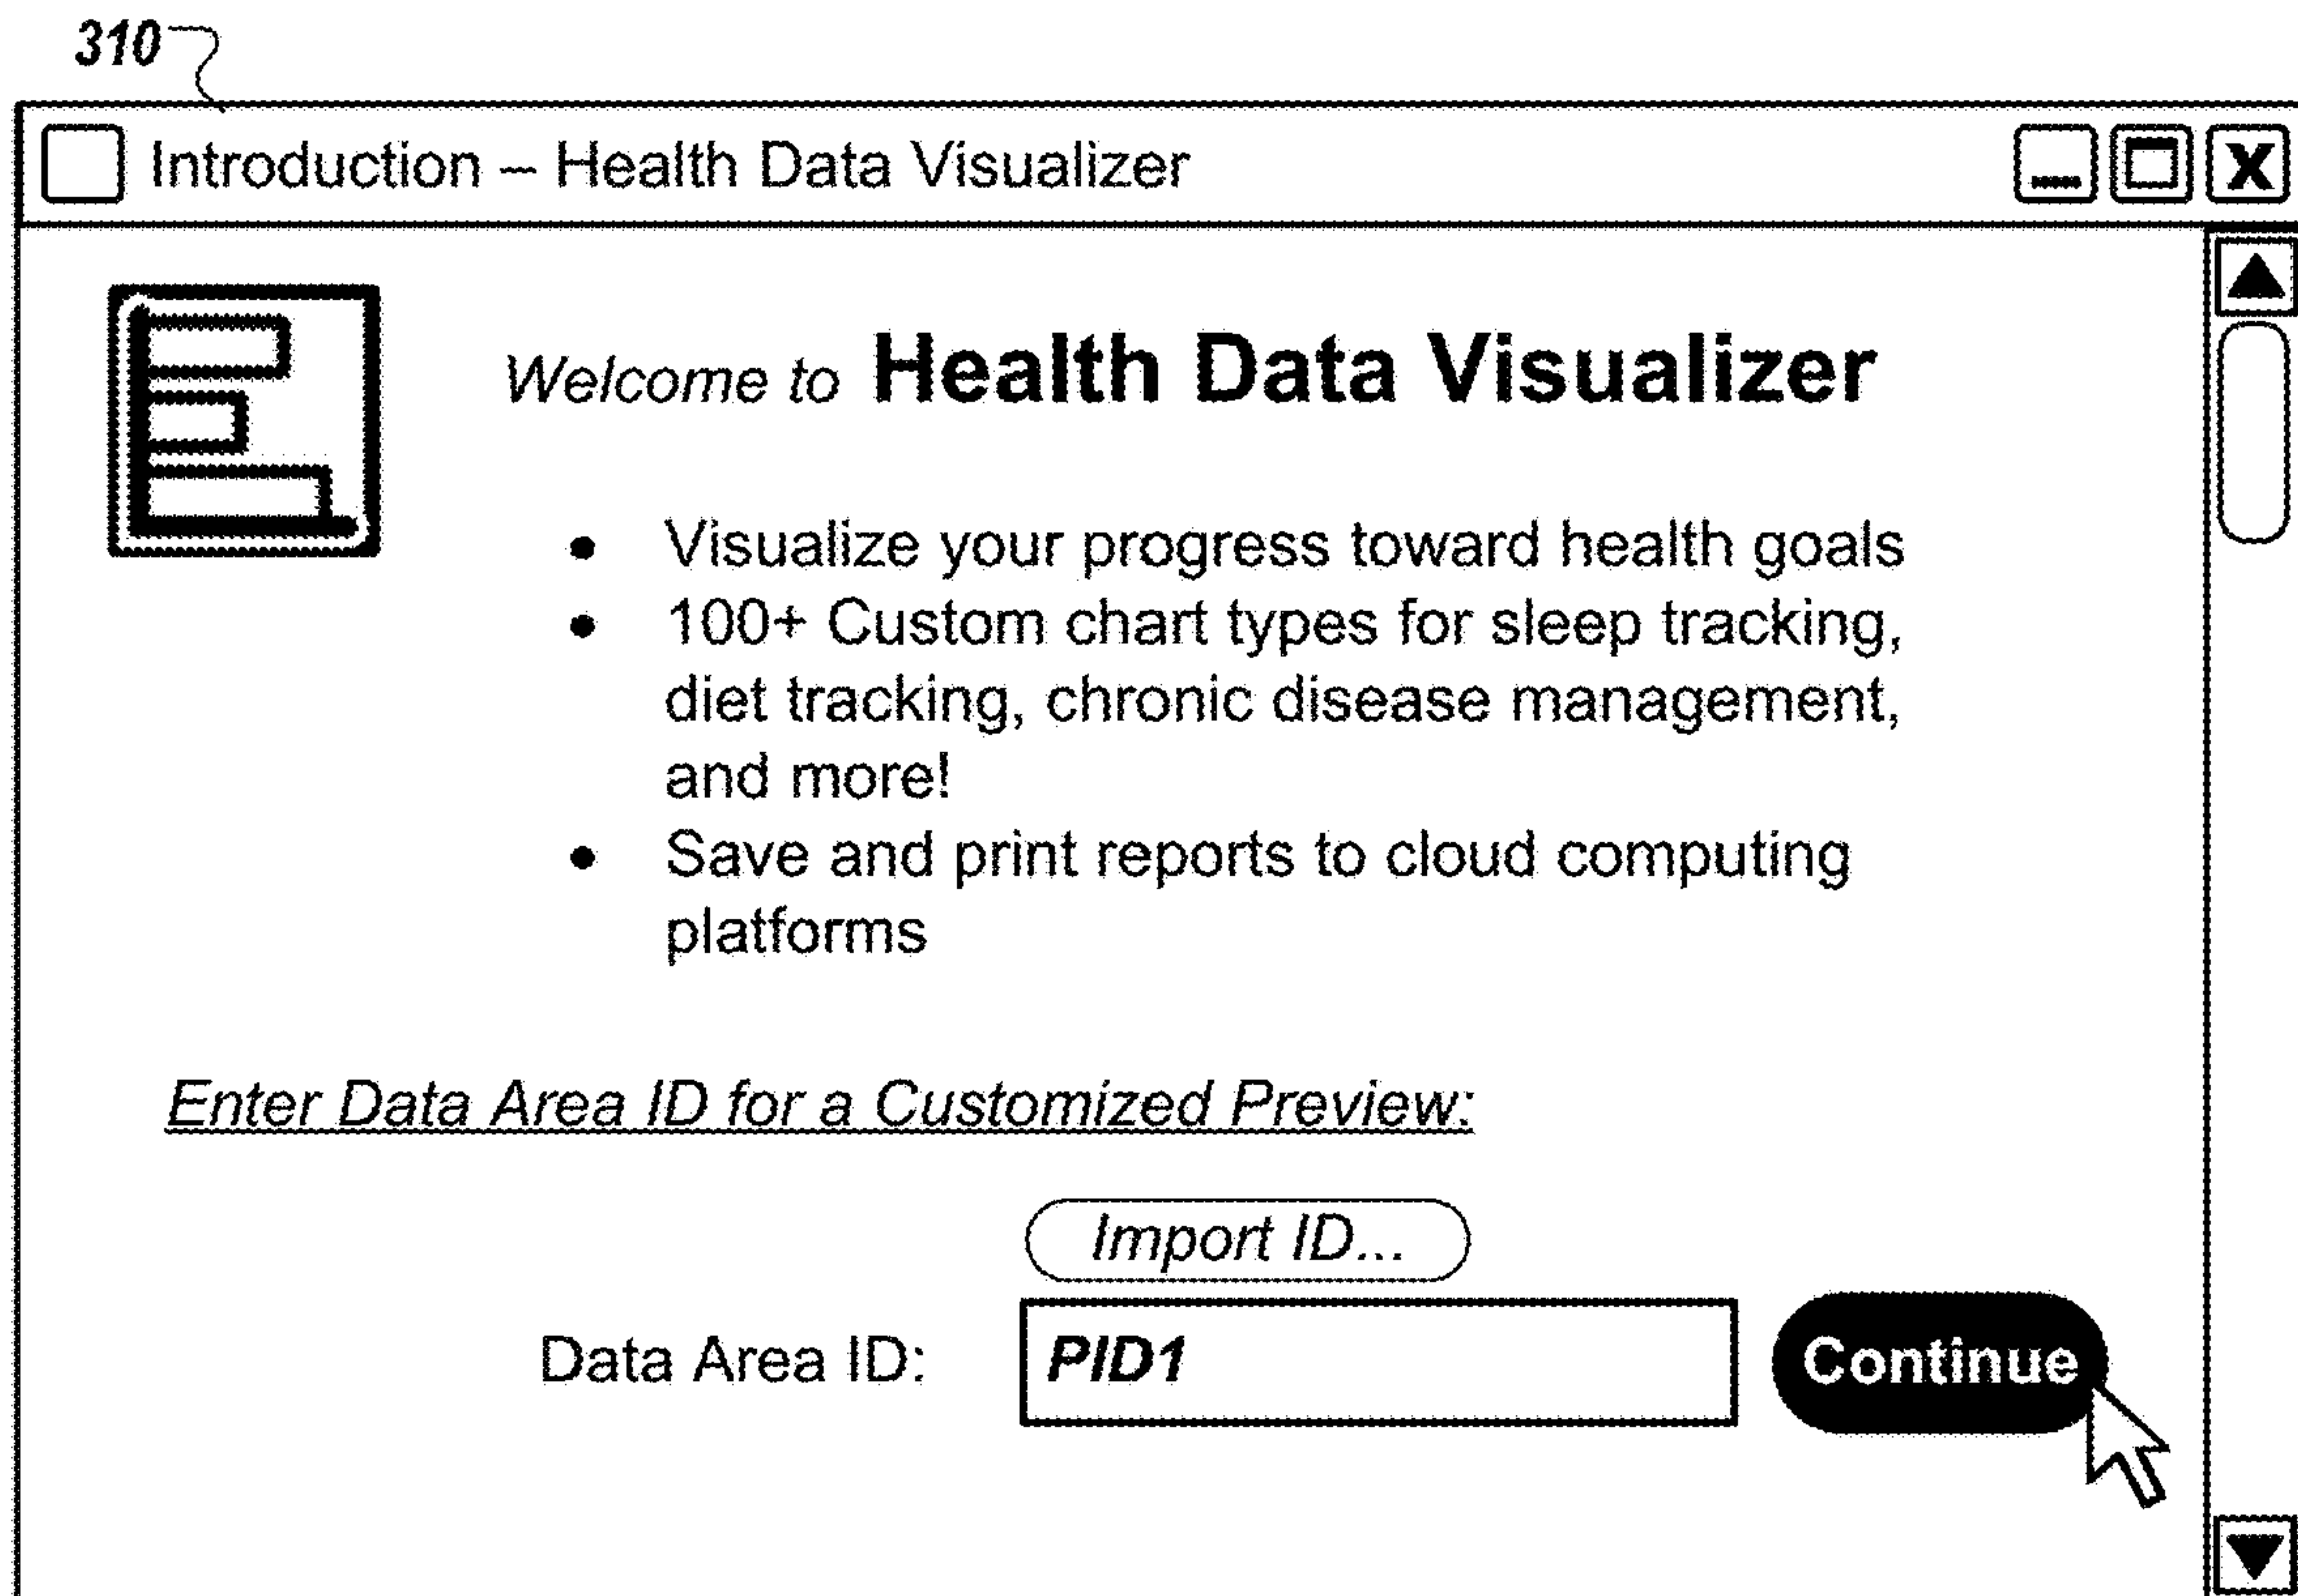 310
Introduction – Health Data Visualizer
Welcome to Health Data Visualizer
• Visualize your progress toward health goals
• 100+ Custom chart types for sleep tracking,
diet tracking, chronic disease management,
and more!
• Save and print reports to cloud computing
platforms
Enter Data Area ID for a Customized Preview:
Import ID...
Data Area ID: PID1 Continue